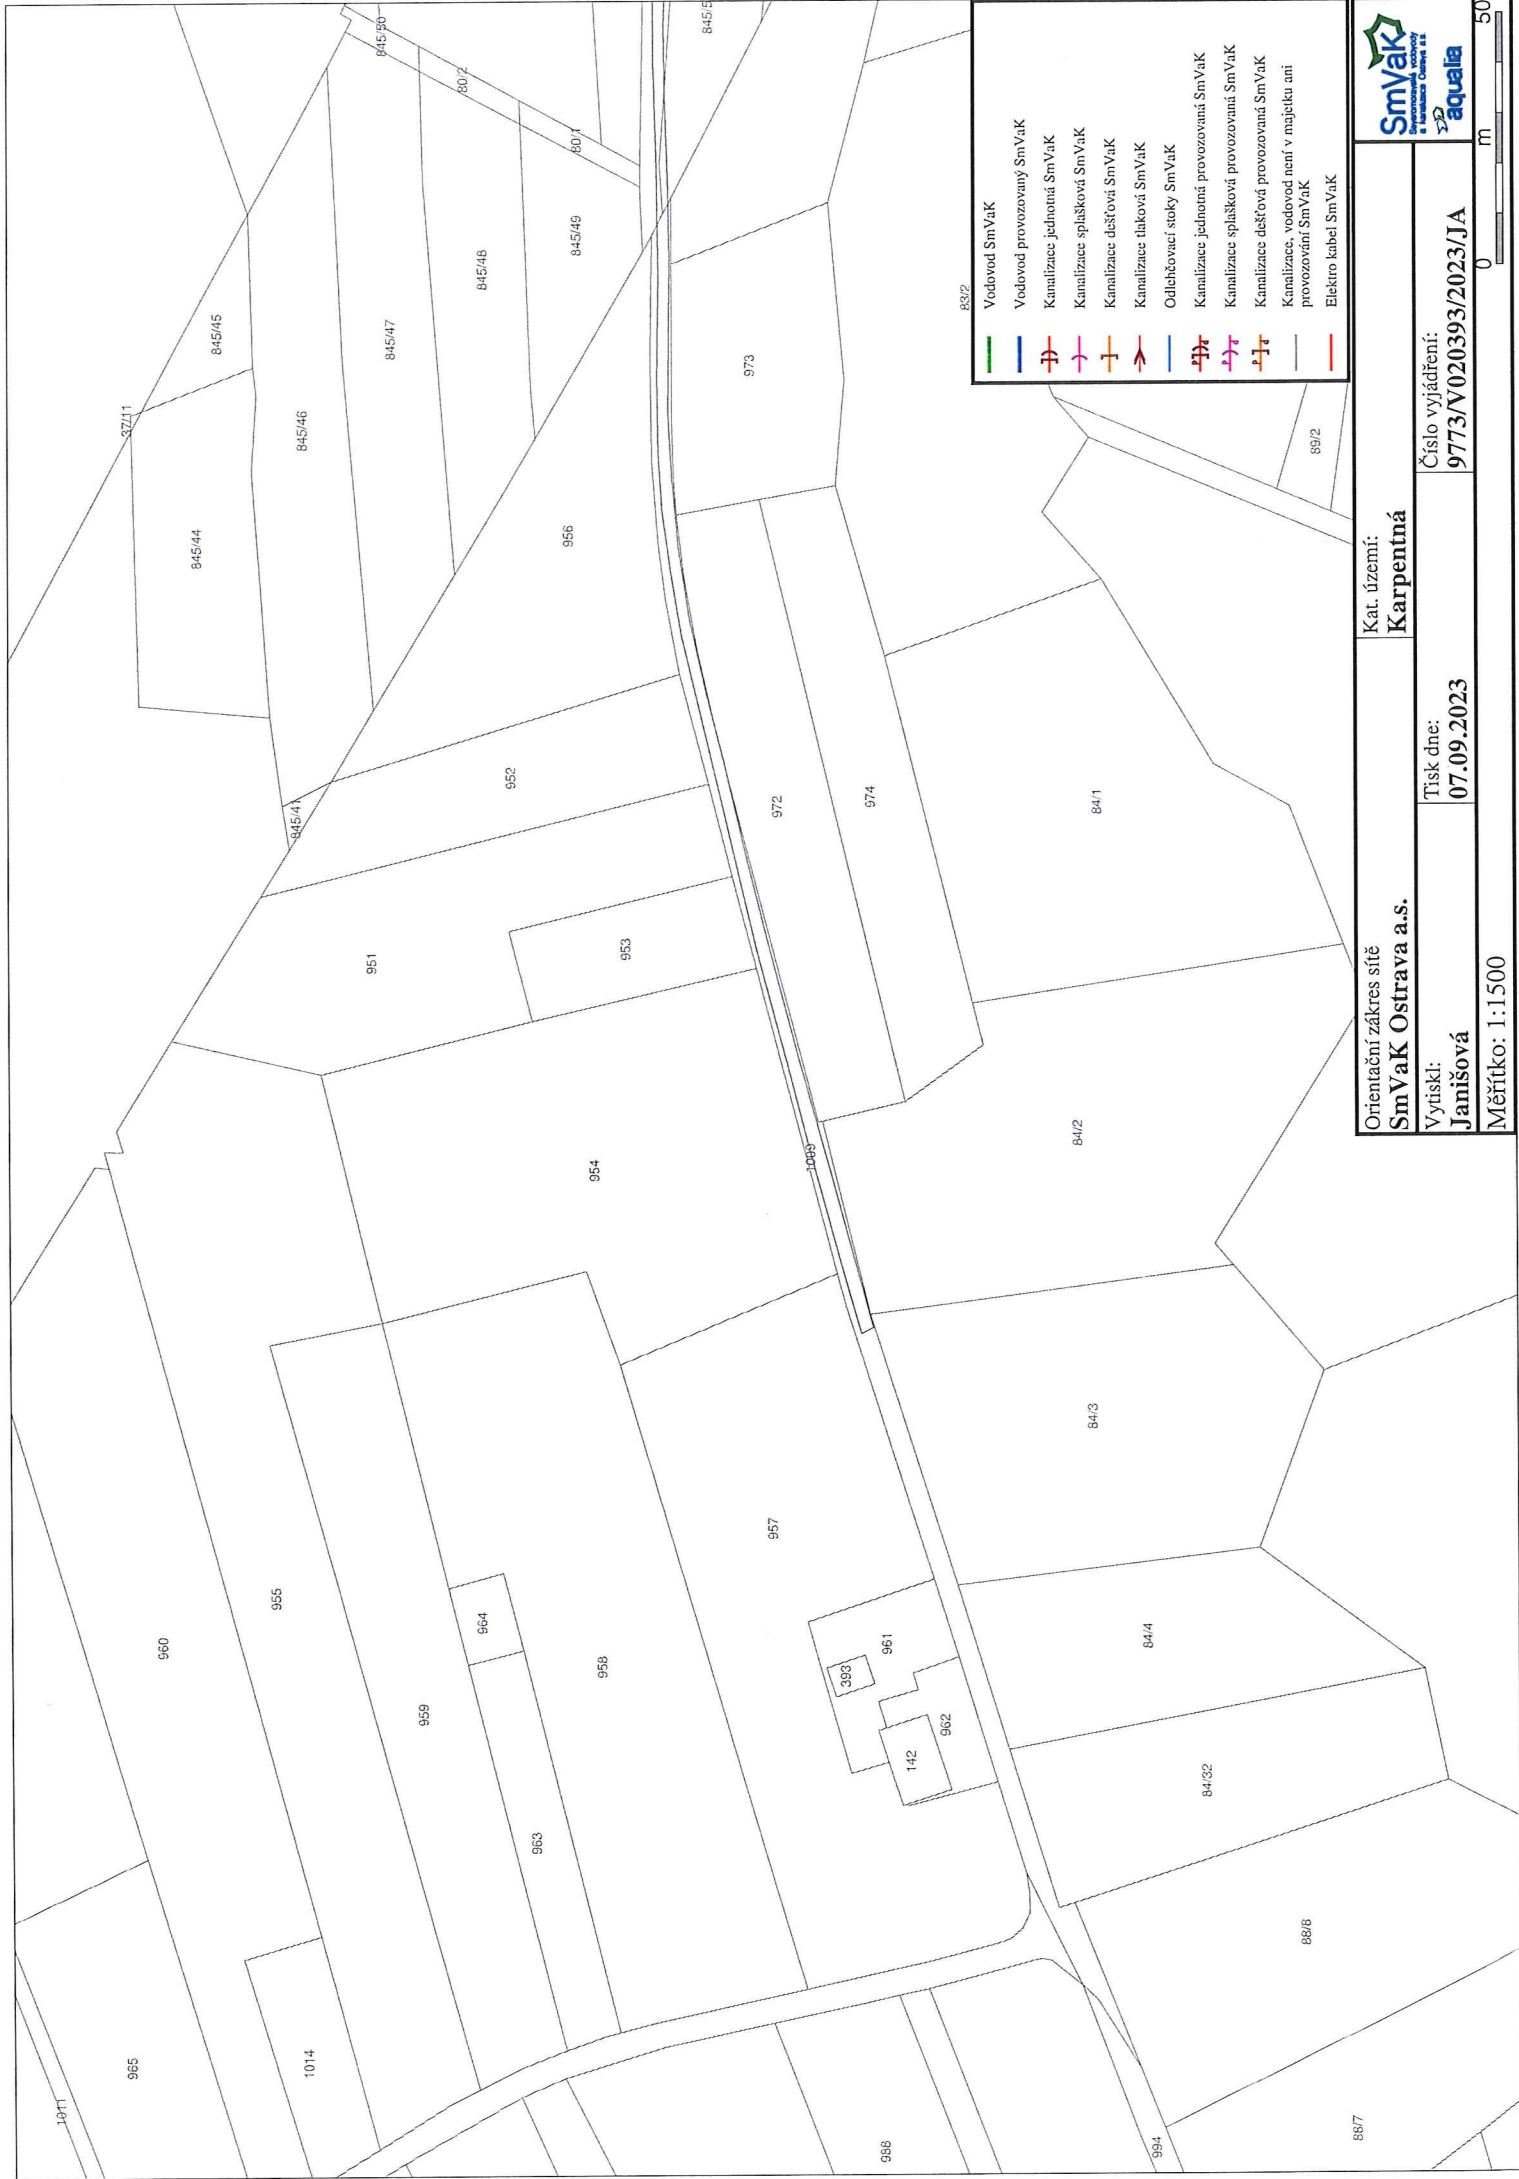 1011
965
1014
960
955
959
963
964
958
954
951
953
952
845/41
845/44
37/11
845/45
845/46
845/47
845/48
845/49
845/50
80/2
80/1
956
973
972
974
1009
957
393
961
142
962
988
994
83/2
84/1
84/2
84/3
84/4
84/32
88/8
88/7
89/2
Vodovod SmVaK
Vodovod provozovaný SmVaK
Kanalizace jednotná SmVaK
Kanalizace splašková SmVaK
Kanalizace dešťová SmVaK
Kanalizace tlaková SmVaK
Odlehčovací stoky SmVaK
Kanalizace jednotná provozovaná SmVaK
Kanalizace splašková provozovaná SmVaK
Kanalizace dešťová provozovaná SmVaK
Kanalizace, vodovod není v majetku ani
provozování SmVaK
Elektro kabel SmVaK
Orientační zákres sítě
SmVaK Ostrava a.s.
Kat. území:
Karpentná
SmVaK
Severomoravské vodovody
a kanalizace Ostrava a.s.
aqualia
Vytiskl:
Janišová
Tisk dne:
07.09.2023
Číslo vyjádření:
9773/V020393/2023/JA
Měřítko: 1:1500
0 m 50